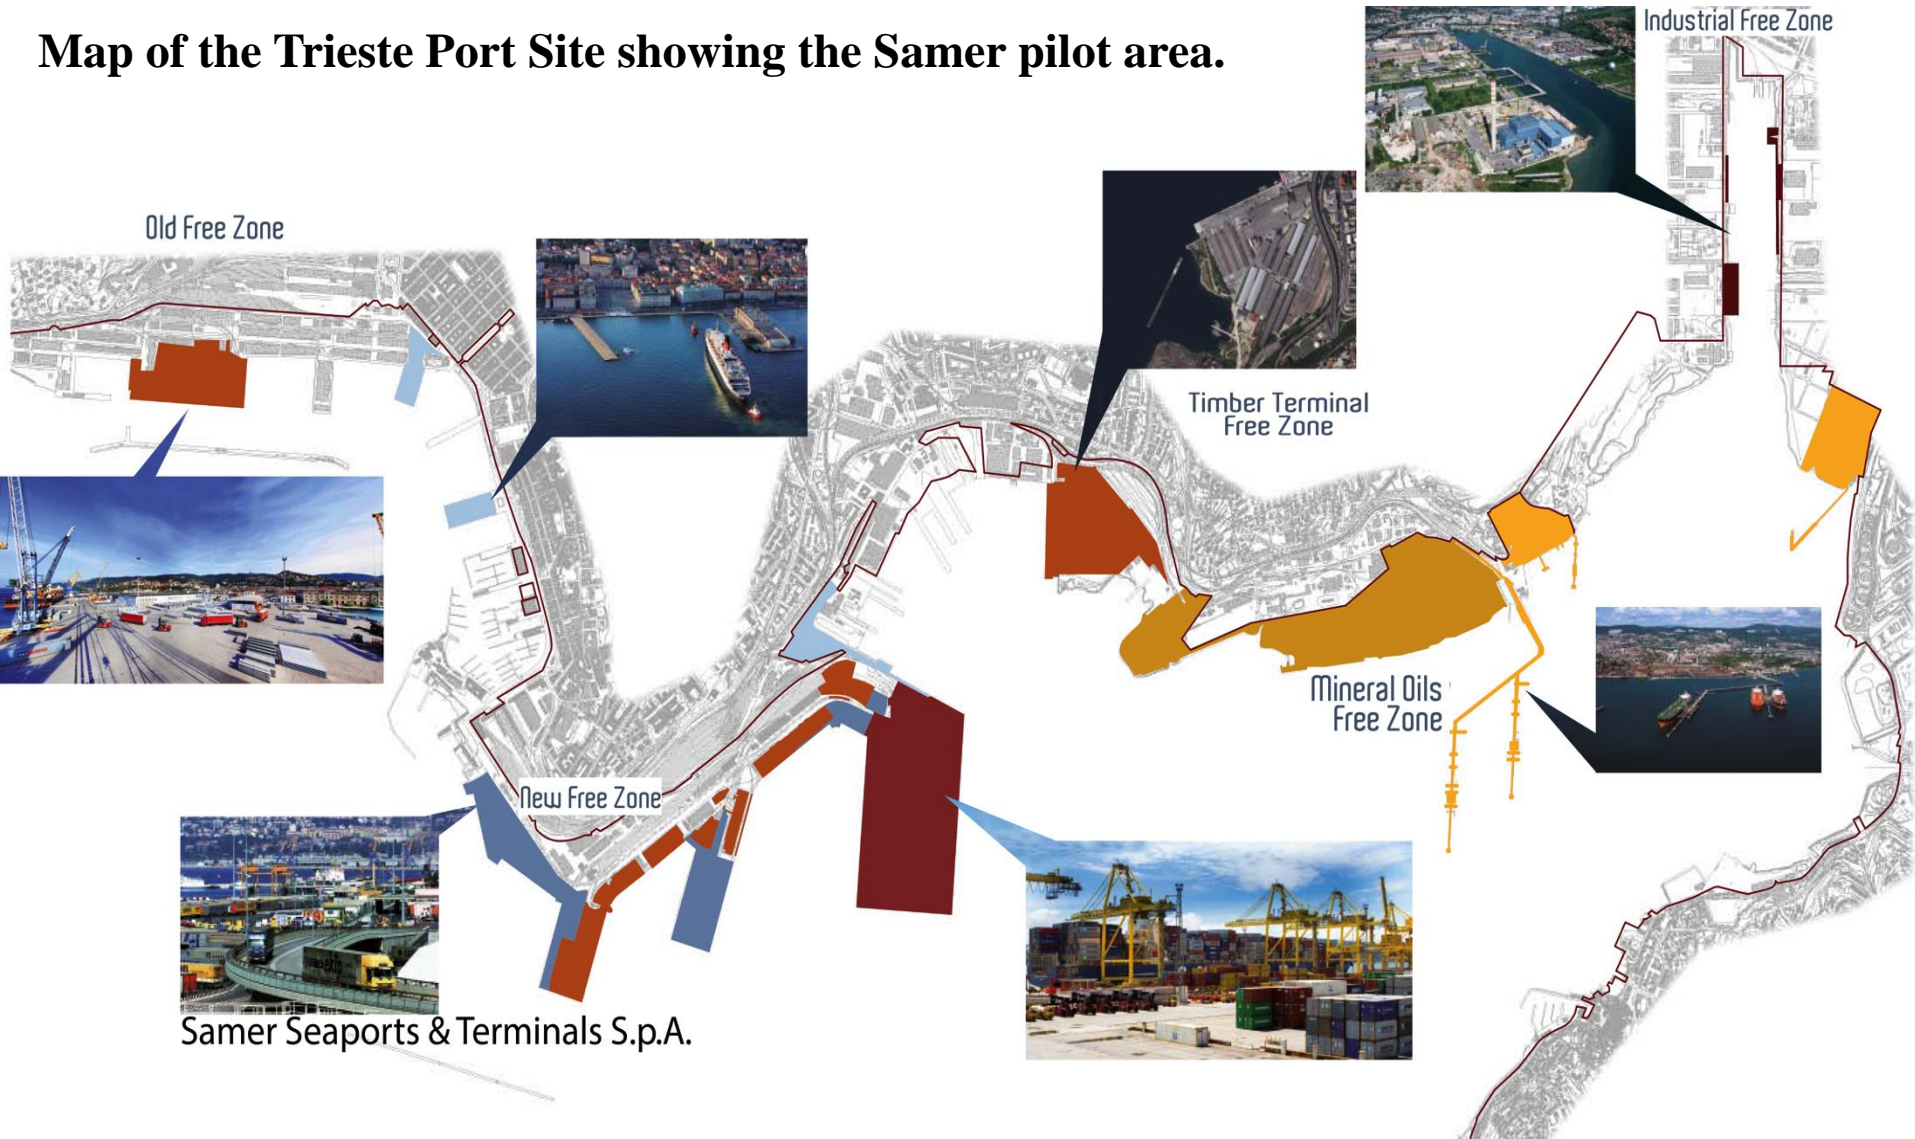 Map of the Trieste Port Site showing the Samer pilot area.
Industrial Free Zone
Old Free Zone
Timber Terminal
Free Zone
Mineral Oils
Free Zone
New Free Zone
Samer Seaports & Terminals S.p.A.